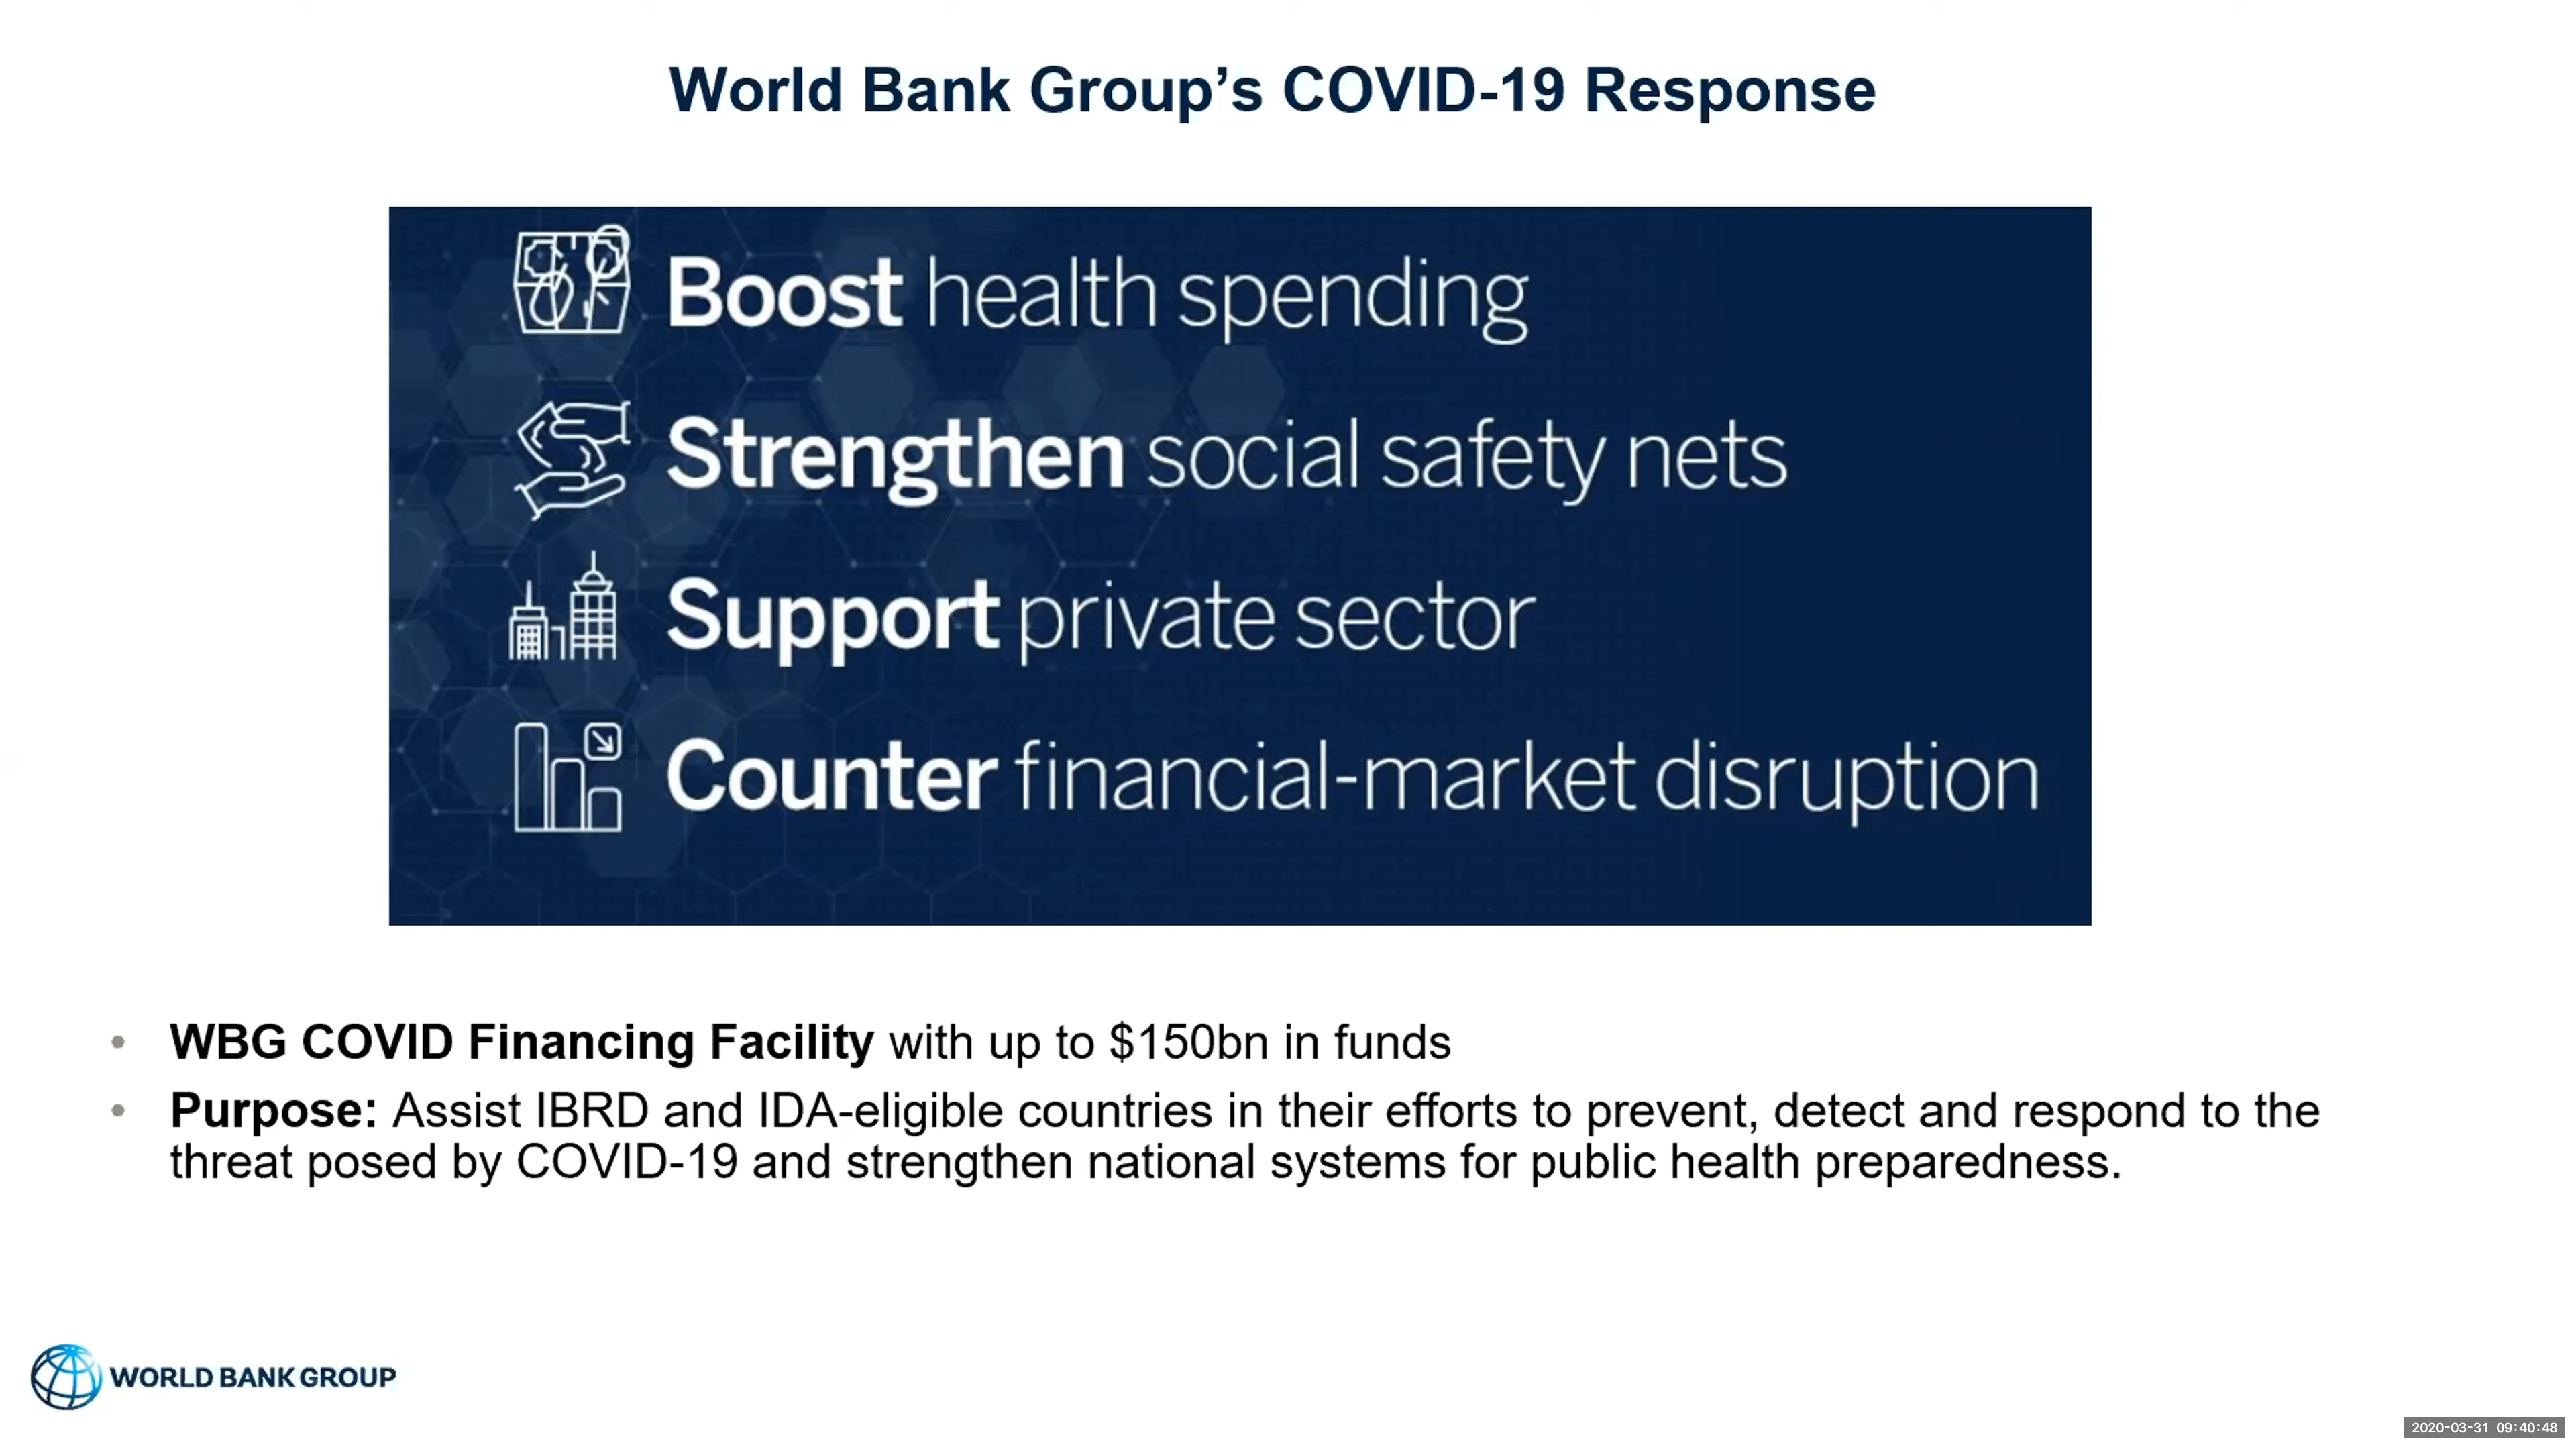 World Bank Group’s COVID-19 Response
Boost health spending
Strengthen social safety nets
Support private sector
Counter financial-market disruption
• WBG COVID Financing Facility with up to $150bn in funds
• Purpose: Assist IBRD and IDA-eligible countries in their efforts to prevent, detect and respond to the
threat posed by COVID-19 and strengthen national systems for public health preparedness.
WORLD BANK GROUP
2020-03-31 09:40:48